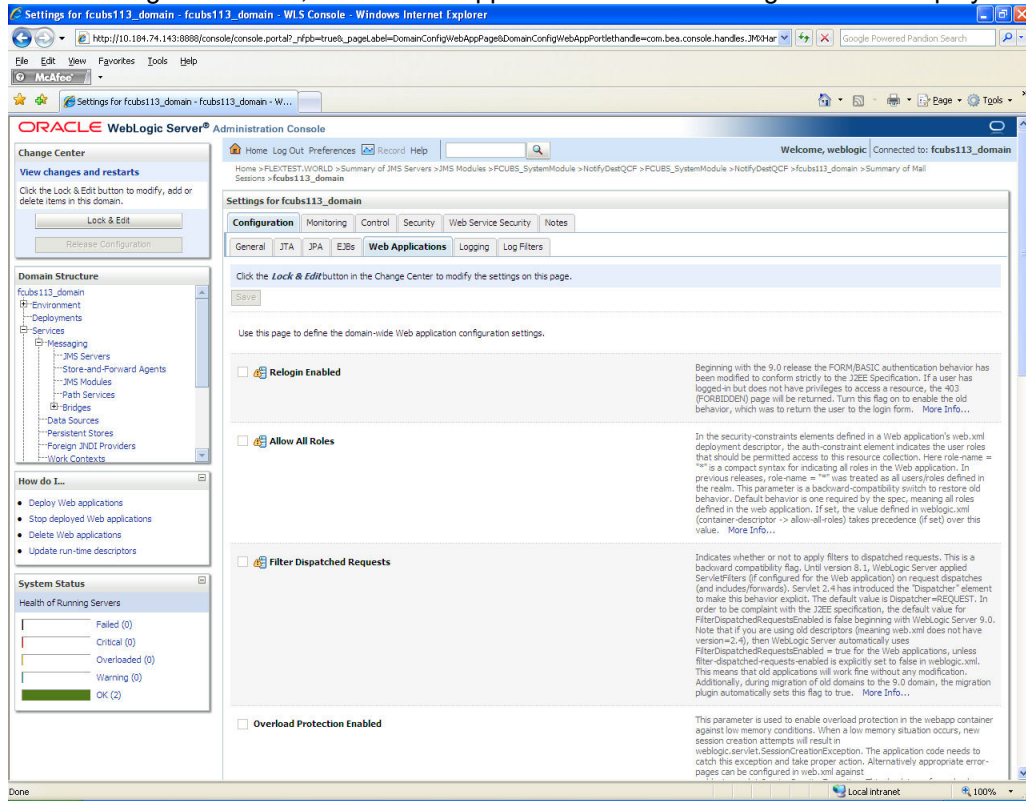 Settings for fcubs113_domain - fcubs113_domain - WLS Console - Windows Internet Explorer
http://10.184.74.143:8888/console/console.portal?_nfpb=true&_pageLabel=DomainConfigWebAppPage&DomainConfigWebAppPortlethandle=com.bea.console.handles.JMXHar
Google Powered Pandion Search
File Edit View Favorites Tools Help
McAfee
Settings for fcubs113_domain - fcubs113_domain - W...
Page Tools
ORACLE WebLogic Server® Administration Console
Change Center
View changes and restarts
Click the Lock & Edit button to modify, add or
delete items in this domain.
Lock & Edit
Release Configuration
Domain Structure
fcubs113_domain
Environment
Deployments
Services
Messaging
JMS Servers
Store-and-Forward Agents
JMS Modules
Path Services
Bridges
Data Sources
Persistent Stores
Foreign JNDI Providers
Work Contexts
How do I...
Deploy Web applications
Stop deployed Web applications
Delete Web applications
Update run-time descriptors
System Status
Health of Running Servers
Failed (0)
Critical (0)
Overloaded (0)
Warning (0)
OK (2)
Home Log Out Preferences Record Help
Welcome, weblogic Connected to: fcubs113_domain
Home >FLEXTEST.WORLD >Summary of JMS Servers >JMS Modules >FCUBS_SystemModule >NotifyDestQCF >FCUBS_SystemModule >NotifyDestQCF >fcubs113_domain >Summary of Mail
Sessions >fcubs113_domain
Settings for fcubs113_domain
Configuration Monitoring Control Security Web Service Security Notes
General JTA JPA EJBs Web Applications Logging Log Filters
Click the Lock & Edit button in the Change Center to modify the settings on this page.
Save
Use this page to define the domain-wide Web application configuration settings.
Relogin Enabled
Beginning with the 9.0 release the FORM/BASIC authentication behavior has
been modified to conform strictly to the J2EE Specification. If a user has
logged-in but does not have privileges to access a resource, the 403
(FORBIDDEN) page will be returned. Turn this flag on to enable the old
behavior, which was to return the user to the login form. More Info...
Allow All Roles
In the security-constraints elements defined in a Web application's web.xml
deployment descriptor, the auth-constraint element indicates the user roles
that should be permitted access to this resource collection. Here role-name =
"*" is a compact syntax for indicating all roles in the Web application. In
previous releases, role-name = "*" was treated as all users/roles defined in
the realm. This parameter is a backward-compatibility switch to restore old
behavior. Default behavior is one required by the spec, meaning all roles
defined in the web application. If set, the value defined in weblogic.xml
(container-descriptor -> allow-all-roles) takes precedence (if set) over this
value. More Info...
Filter Dispatched Requests
Indicates whether or not to apply filters to dispatched requests. This is a
backward compatibility flag. Until version 8.1, WebLogic Server applied
ServletFilters (if configured for the Web application) on request dispatches
(and includes/forwards). Servlet 2.4 has introduced the "Dispatcher" element
to make this behavior explicit. The default value is Dispatcher=REQUEST. In
order to be complaint with the J2EE specification, the default value for
FilterDispatchedRequestsEnabled is false beginning with WebLogic Server 9.0.
Note that if you are using old descriptors (meaning web.xml does not have
version=2.4), then WebLogic Server automatically uses
FilterDispatchedRequestsEnabled = true for the Web applications, unless
filter-dispatched-requests-enabled is explicitly set to false in weblogic.xml.
This means that old applications will work fine without any modification.
Additionally, during migration of old domains to the 9.0 domain, the migration
plugin automatically sets this flag to true. More Info...
Overload Protection Enabled
This parameter is used to enable overload protection in the webapp container
against low memory conditions. When a low memory situation occurs, new
session creation attempts will result in
weblogic.servlet.SessionCreationException. The application code needs to
catch this exception and take proper action. Alternatively appropriate error-
pages can be configured in web.xml against
Done
Local intranet
100%